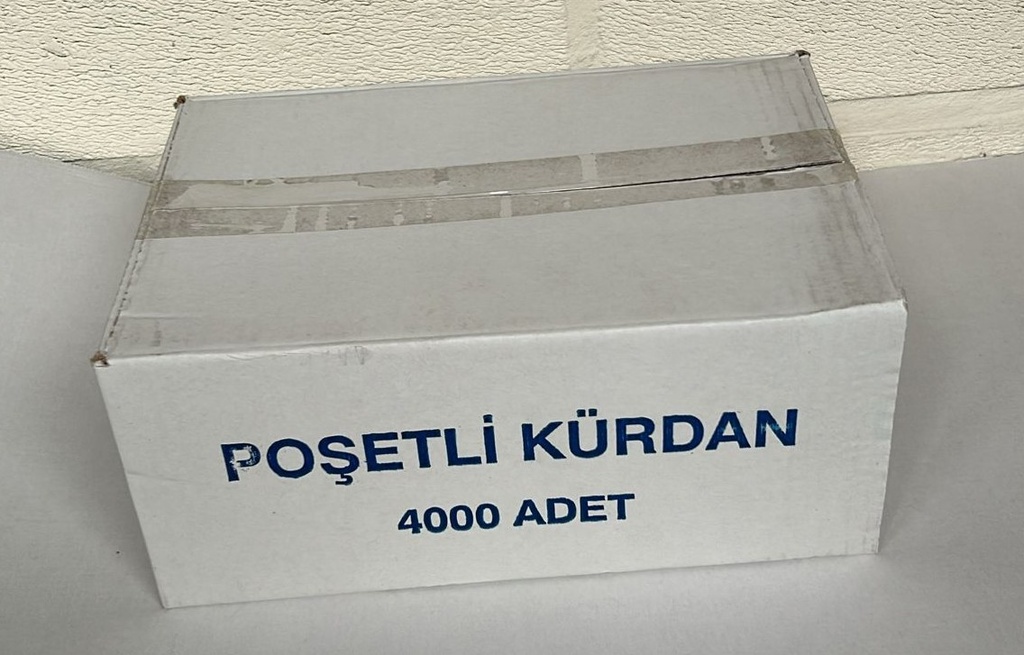 POŞETLİ KÜRDAN
4000 ADET